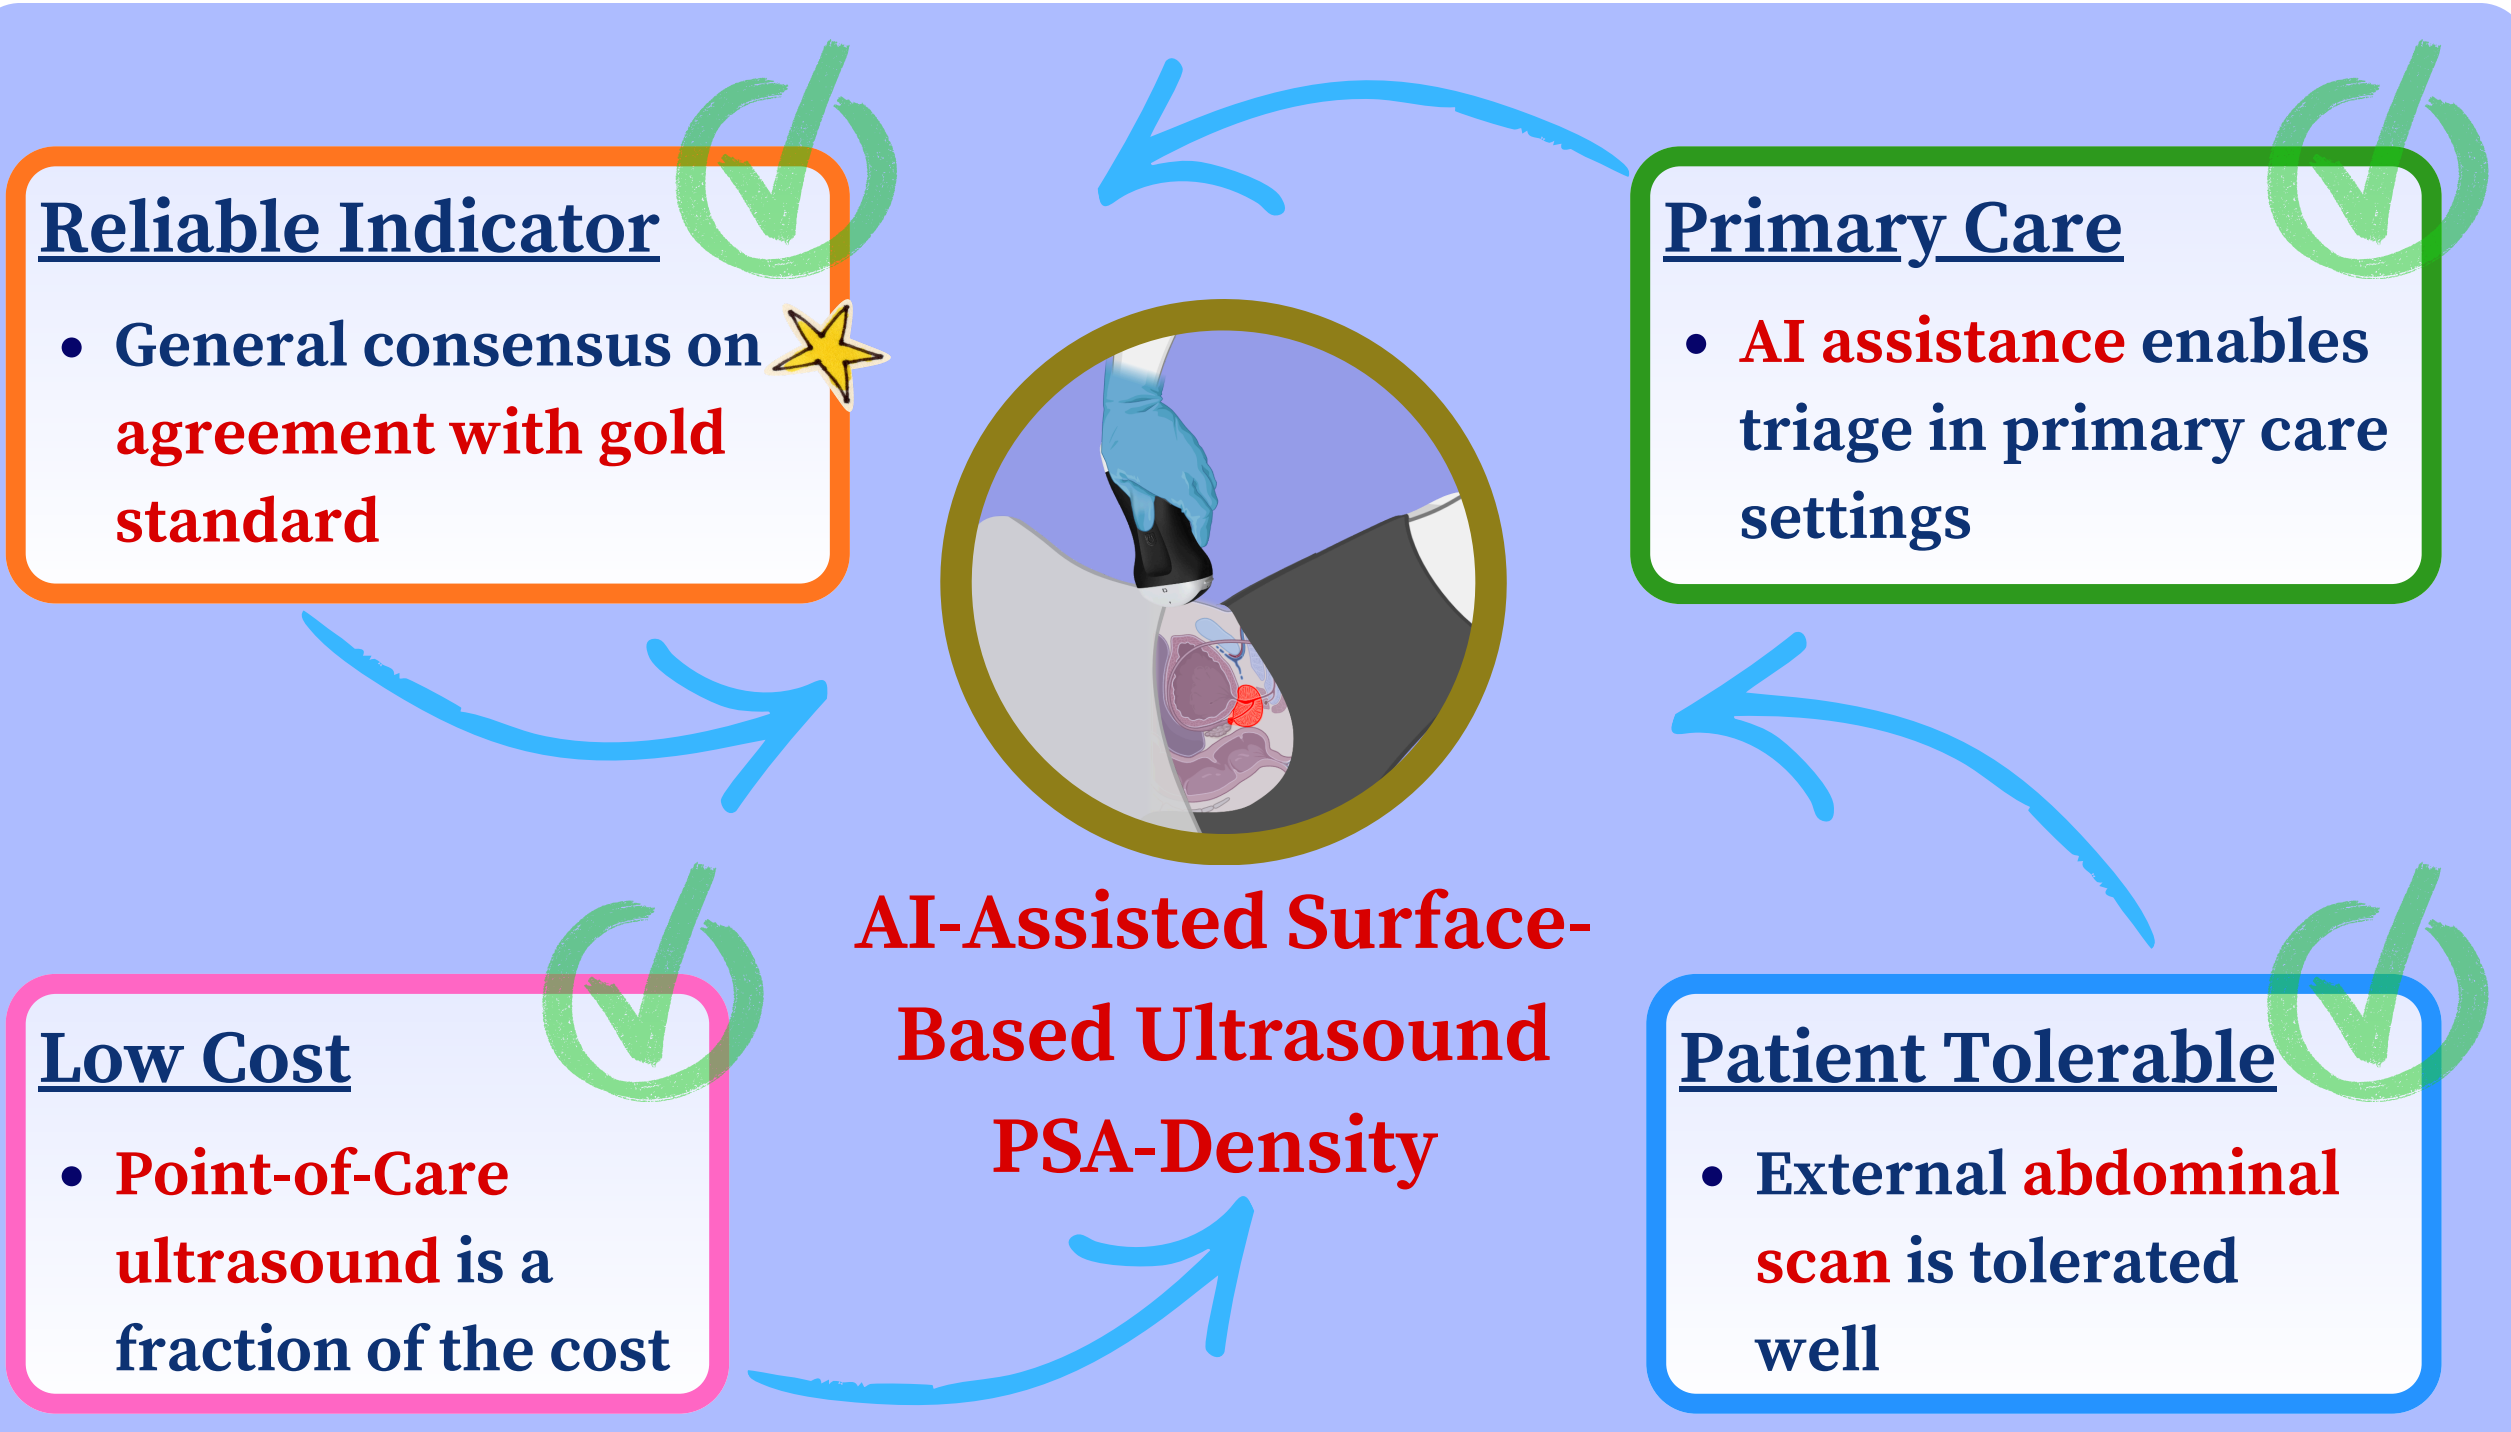 Reliable Indicator
• General consensus on
agreement with gold
standard
Primary Care
• AI assistance enables
triage in primary care
settings
AI-Assisted Surface-
Based Ultrasound
PSA-Density
Low Cost
• Point-of-Care
ultrasound is a
fraction of the cost
Patient Tolerable
• External abdominal
scan is tolerated
well